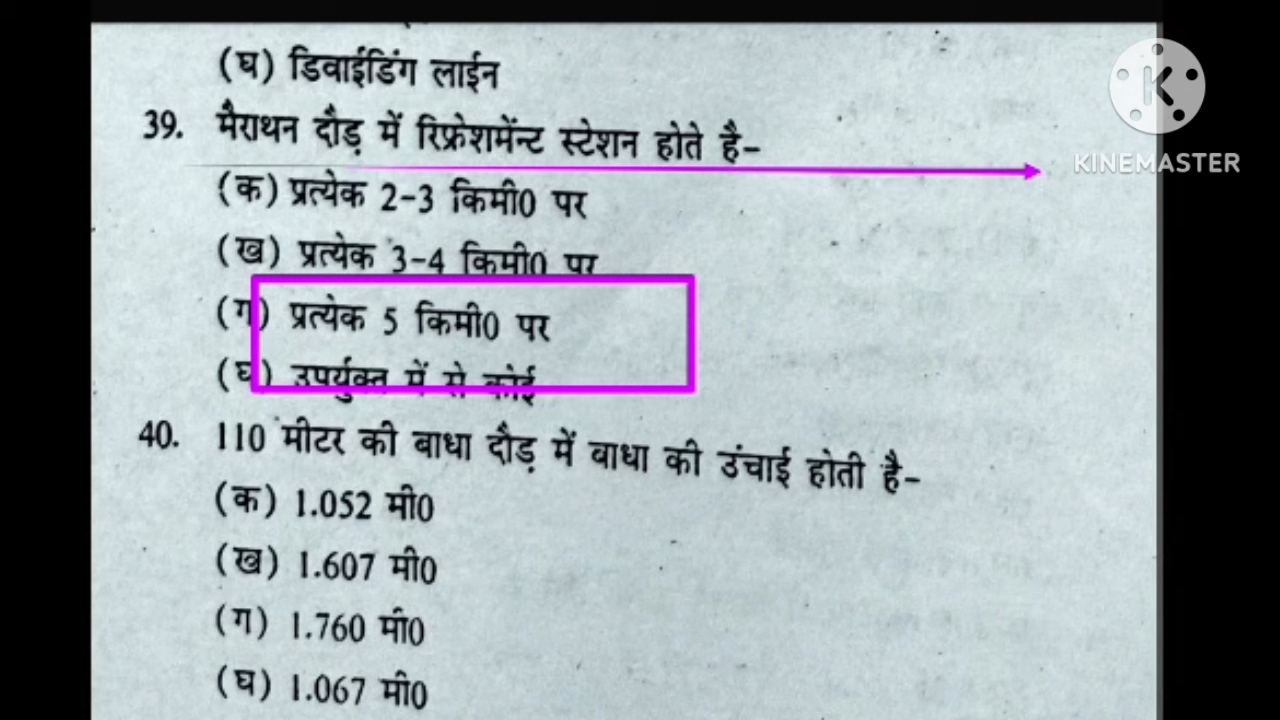 (घ) डिवाईडिंग लाईन
39. मैराथन दौड़ में रिफ्रेशमेंन्ट स्टेशन होते है-
(क) प्रत्येक 2-3 किमी0 पर
(ख) प्रत्येक 3-4 किमी0 पर
(ग) प्रत्येक 5 किमी0 पर
(घ) उपर्युक्त में से कोई
40. 110 मीटर की बाधा दौड़ में बाधा की उंचाई होती है-
(क) 1.052 मी0
(ख) 1.607 मी0
(ग) 1.760 मी0
(घ) 1.067 मी0
KINEMASTER